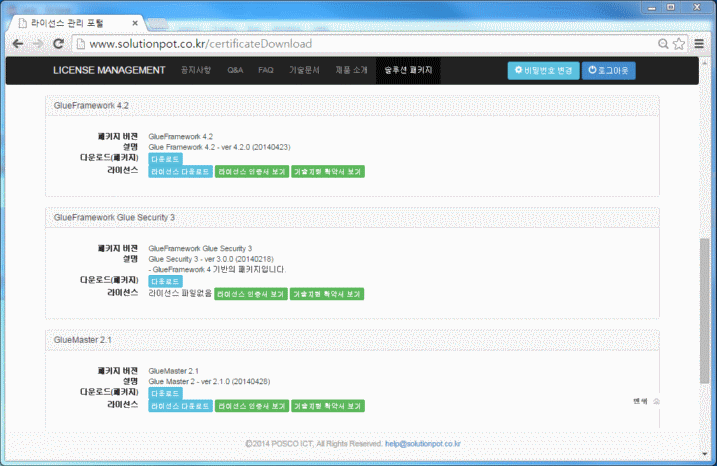 라이선스 관리 포털
www.solutionpot.co.kr/certificateDownload
LICENSE MANAGEMENT 공지사항 Q&A FAQ 기술문서 제품 소개 솔루션 패키지 비밀번호 변경 로그아웃
GlueFramework 4.2
패키지 버전 GlueFramework 4.2
설명 Glue Framework 4.2 - ver 4.2.0 (20140423)
다운로드(패키지) 다운로드
라이선스 라이선스 다운로드 라이선스 인증서 보기 기술지원 확약서 보기
GlueFramework Glue Security 3
패키지 버전 GlueFramework Glue Security 3
설명 Glue Security 3 - ver 3.0.0 (20140218)
- GlueFramework 4 기반의 패키지입니다.
다운로드(패키지) 다운로드
라이선스 라이선스 파일없음 라이선스 인증서 보기 기술지원 확약서 보기
GlueMaster 2.1
패키지 버전 GlueMaster 2.1
설명 Glue Master 2 - ver 2.1.0 (20140428)
다운로드(패키지) 다운로드
라이선스 라이선스 다운로드 라이선스 인증서 보기 기술지원 확약서 보기
맨위
©2014 POSCO ICT, All Rights Reserved. help@solutionpot.co.kr